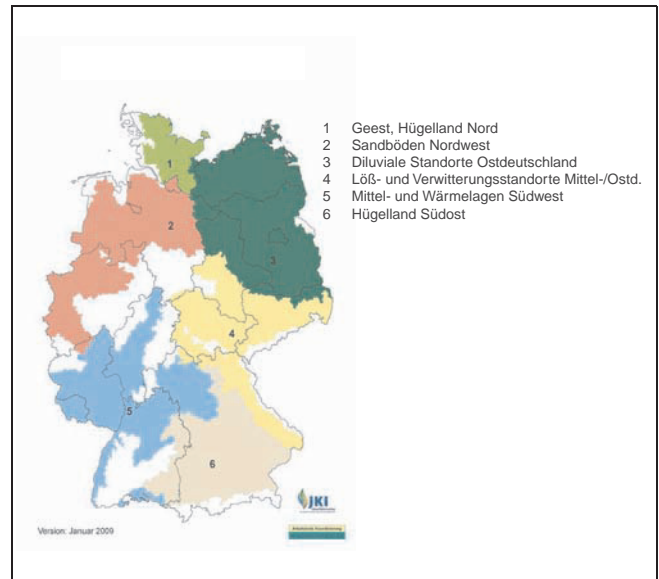 1 Geest, Hügelland Nord
2 Sandböden Nordwest
3 Diluviale Standorte Ostdeutschland
4 Löß- und Verwitterungsstandorte Mittel-/Ostd.
5 Mittel- und Wärmelagen Südwest
6 Hügelland Südost
1
2
3
4
5
6
JKI
Version: Januar 2009